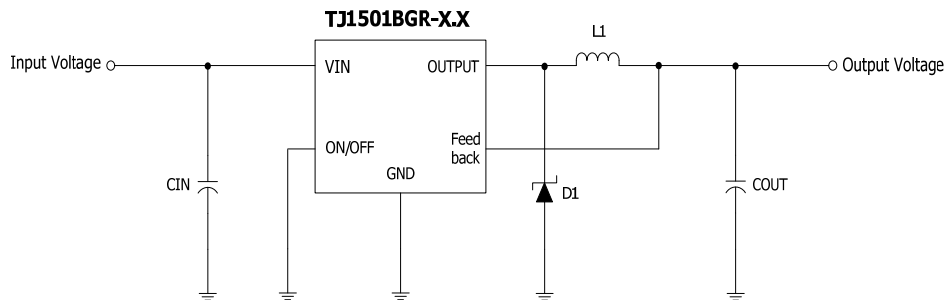 TJ1501BGR-X.X
L1
Input Voltage
VIN
OUTPUT
Output Voltage
ON/OFF
Feed
back
GND
CIN
D1
COUT